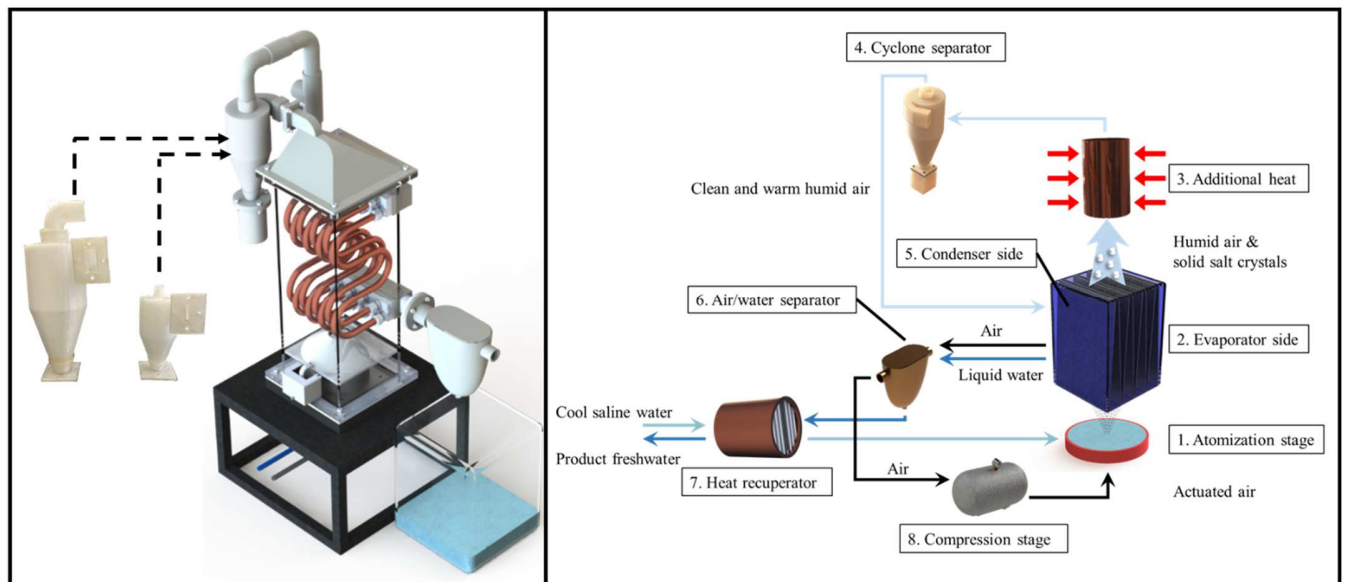 4. Cyclone separator
3. Additional heat
Clean and warm humid air
Humid air &
solid salt crystals
5. Condenser side
6. Air/water separator
Air
2. Evaporator side
Liquid water
Cool saline water
Product freshwater
1. Atomization stage
Air
7. Heat recuperator
Actuated air
8. Compression stage